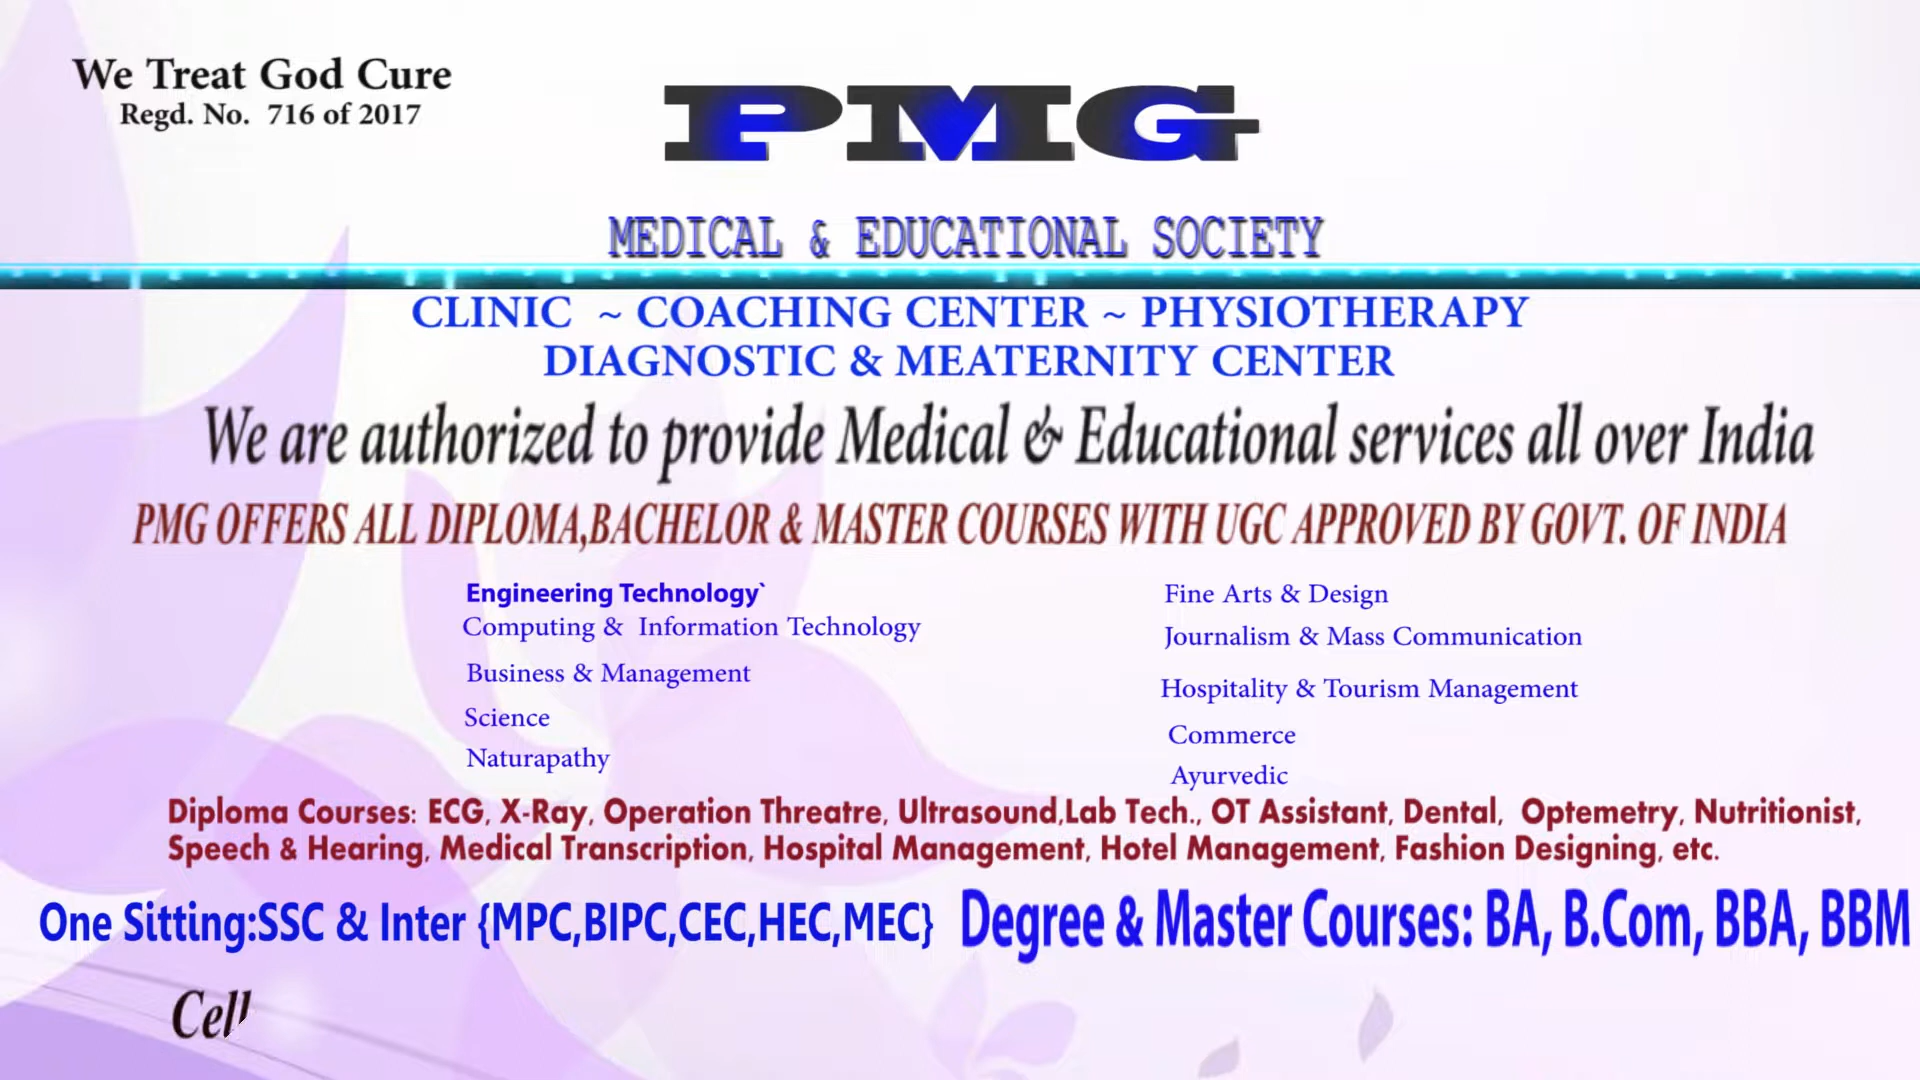 We Treat God Cure
Regd. No. 716 of 2017
PMG
MEDICAL & EDUCATIONAL SOCIETY
CLINIC ~ COACHING CENTER ~ PHYSIOTHERAPY
DIAGNOSTIC & MEATERNITY CENTER
We are authorized to provide Medical & Educational services all over India
PMG OFFERS ALL DIPLOMA,BACHELOR & MASTER COURSES WITH UGC APPROVED BY GOVT. OF INDIA
Engineering Technology`
Computing & Information Technology
Business & Management
Science
Naturapathy
Fine Arts & Design
Journalism & Mass Communication
Hospitality & Tourism Management
Commerce
Ayurvedic
Diploma Courses: ECG, X-Ray, Operation Threatre, Ultrasound,Lab Tech., OT Assistant, Dental, Optemetry, Nutritionist,
Speech & Hearing, Medical Transcription, Hospital Management, Hotel Management, Fashion Designing, etc.
One Sitting:SSC & Inter {MPC,BIPC,CEC,HEC,MEC}
Degree & Master Courses: BA, B.Com, BBA, BBM
Cell